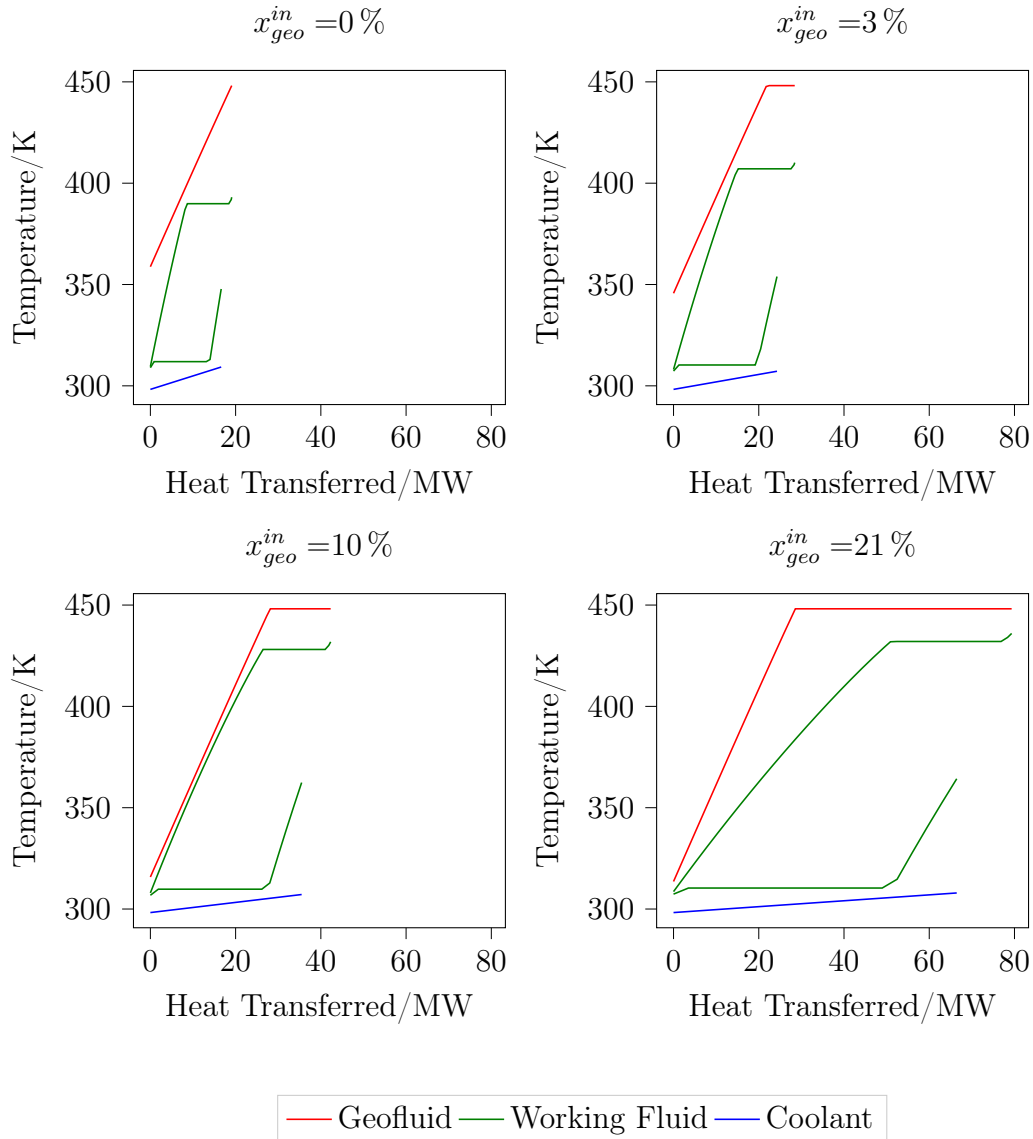 x_{geo}^{in} =0 %
x_{geo}^{in} =3 %
450
400
350
300
Temperature/K
0 20 40 60 80
Heat Transferred/MW
450
400
350
300
Temperature/K
0 20 40 60 80
Heat Transferred/MW
x_{geo}^{in} =10 %
x_{geo}^{in} =21 %
450
400
350
300
Temperature/K
0 20 40 60 80
Heat Transferred/MW
450
400
350
300
Temperature/K
0 20 40 60 80
Heat Transferred/MW
Geofluid Working Fluid Coolant